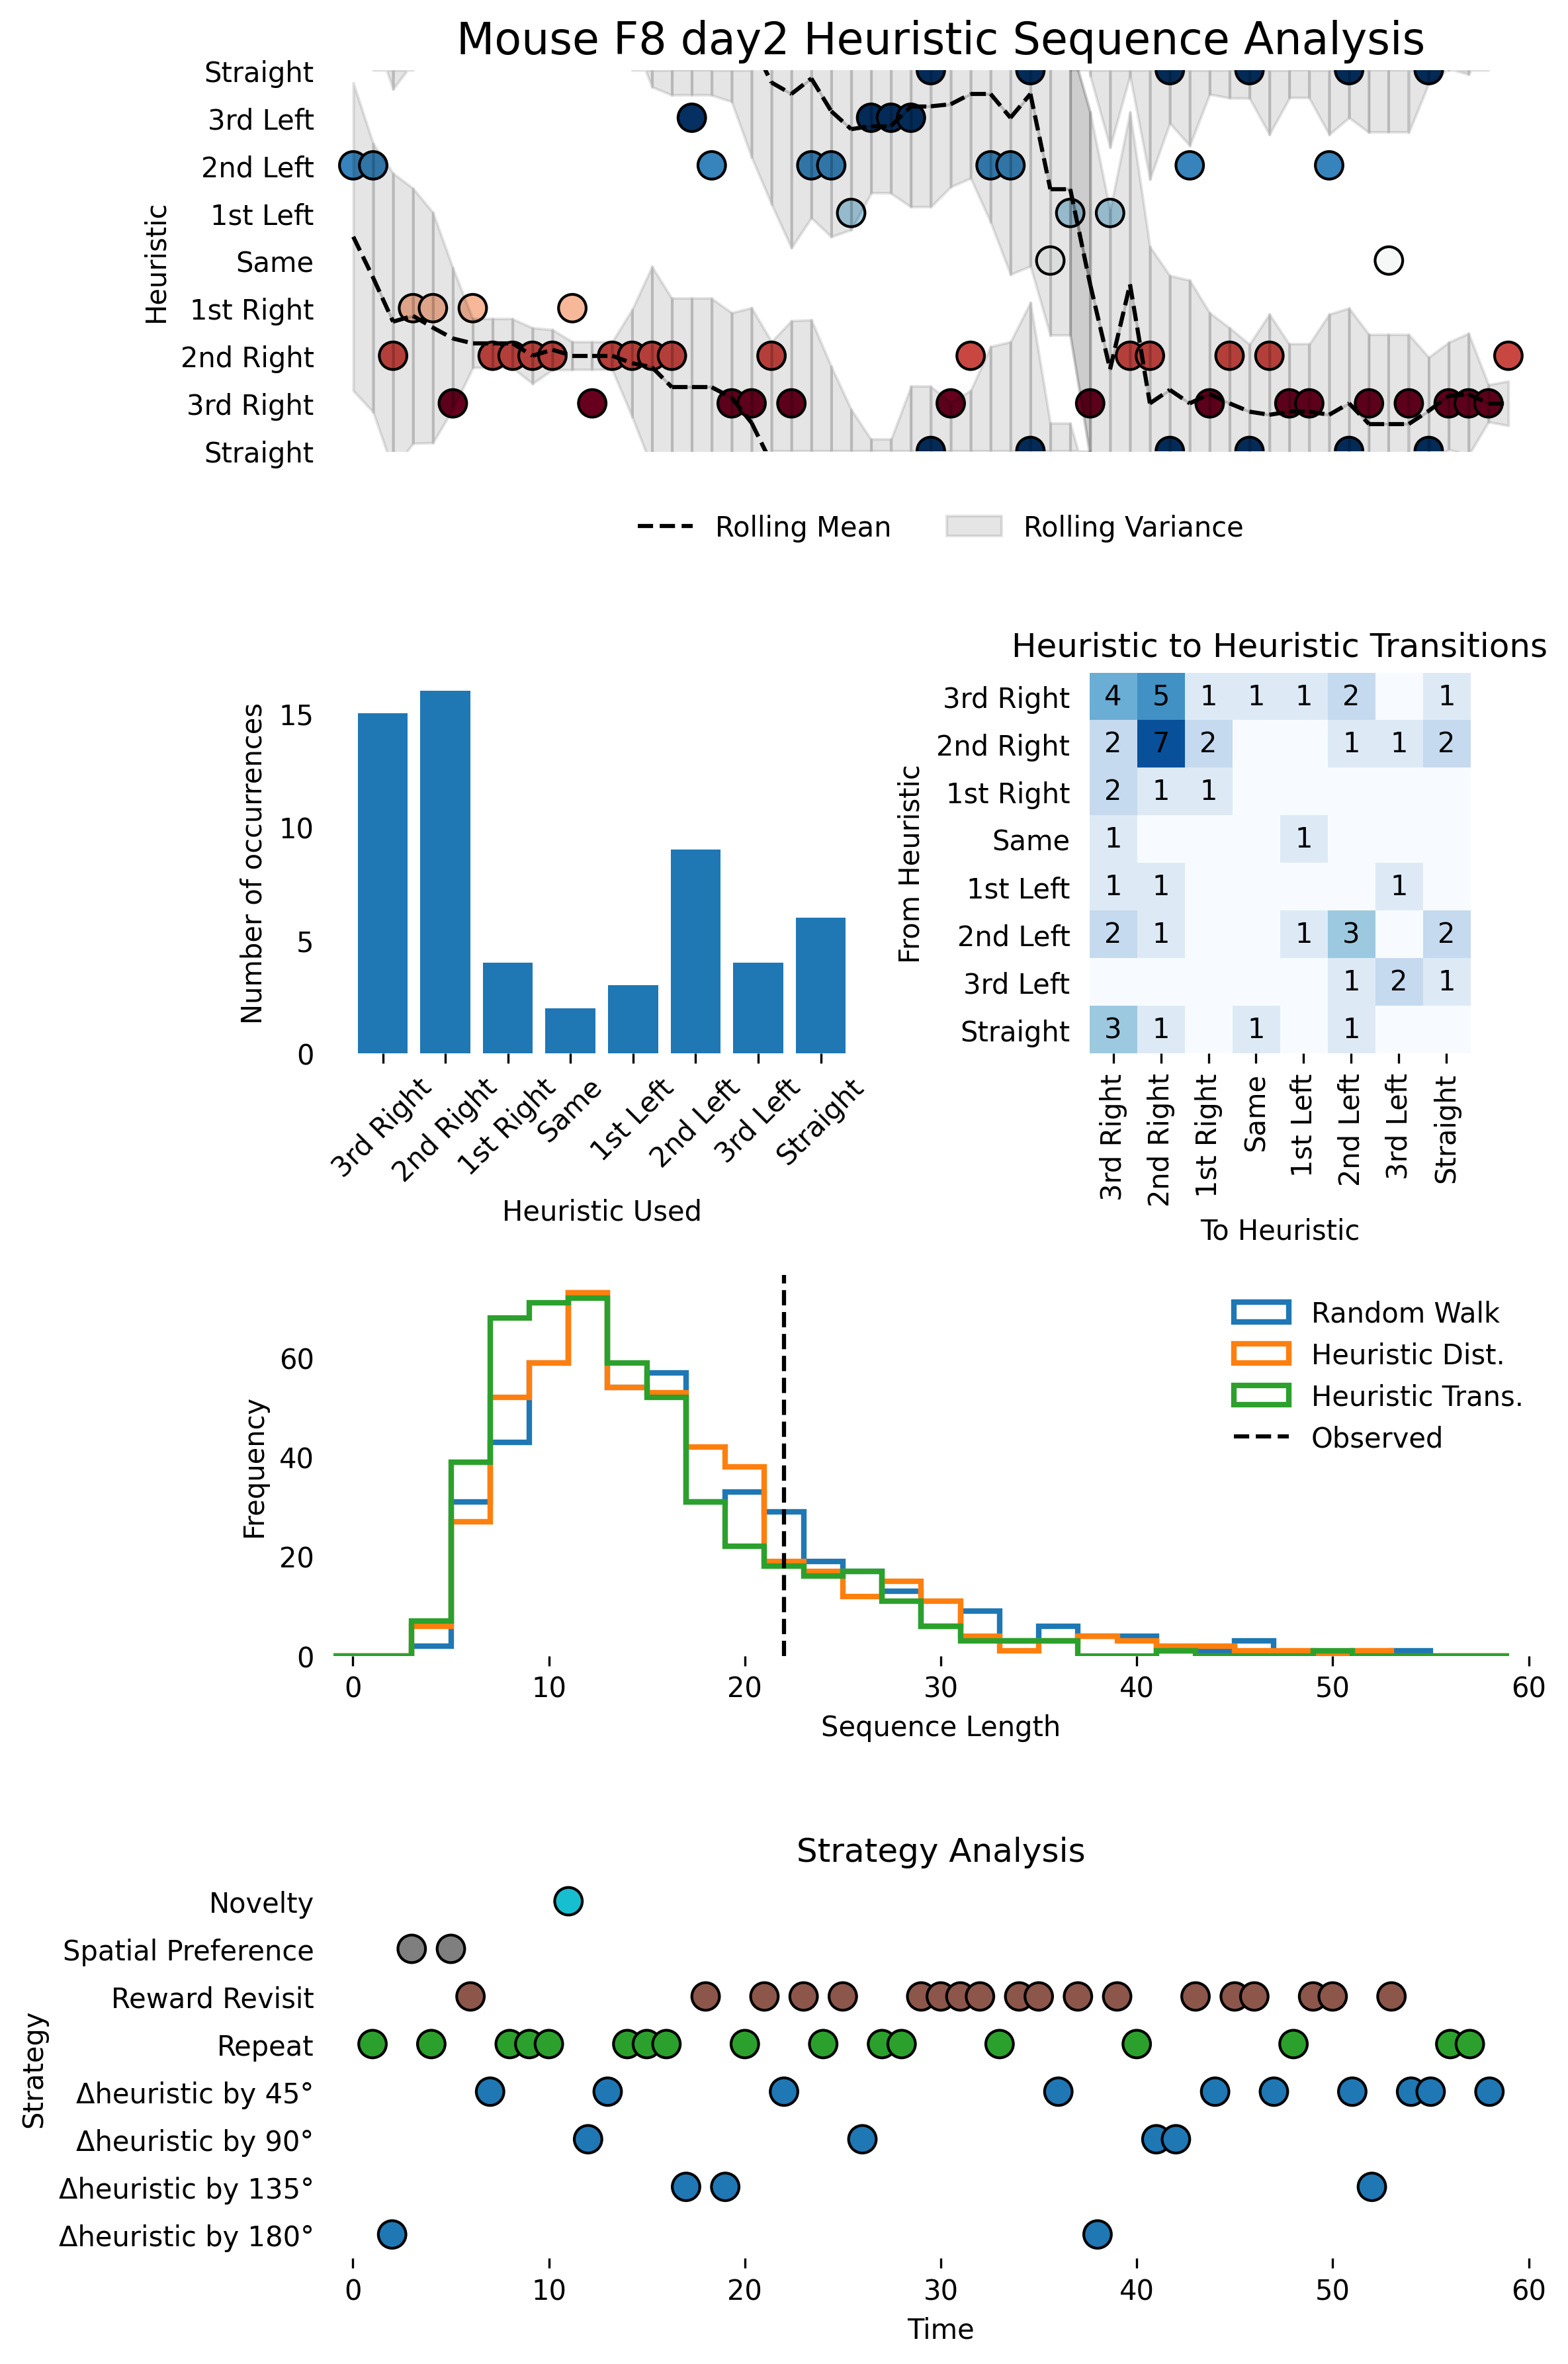 Mouse F8 day2 Heuristic Sequence Analysis
Heuristic
Straight
3rd Left
2nd Left
1st Left
Same
1st Right
2nd Right
3rd Right
Straight
Rolling Mean
Rolling Variance
Number of occurrences
15
10
5
0
3rd Right
2nd Right
1st Right
Same
1st Left
2nd Left
3rd Left
Straight
Heuristic Used
Heuristic to Heuristic Transitions
From Heuristic
3rd Right 4 5 1 1 1 2 1
2nd Right 2 7 2 1 1 2
1st Right 2 1 1
Same 1 1
1st Left 1 1 1
2nd Left 2 1 1 3 2
3rd Left 1 2 1
Straight 3 1 1 1
3rd Right
2nd Right
1st Right
Same
1st Left
2nd Left
3rd Left
Straight
To Heuristic
Frequency
60
40
20
0
0 10 20 30 40 50 60
Sequence Length
Random Walk
Heuristic Dist.
Heuristic Trans.
Observed
Strategy Analysis
Strategy
Novelty
Spatial Preference
Reward Revisit
Repeat
Δheuristic by 45°
Δheuristic by 90°
Δheuristic by 135°
Δheuristic by 180°
0 10 20 30 40 50 60
Time